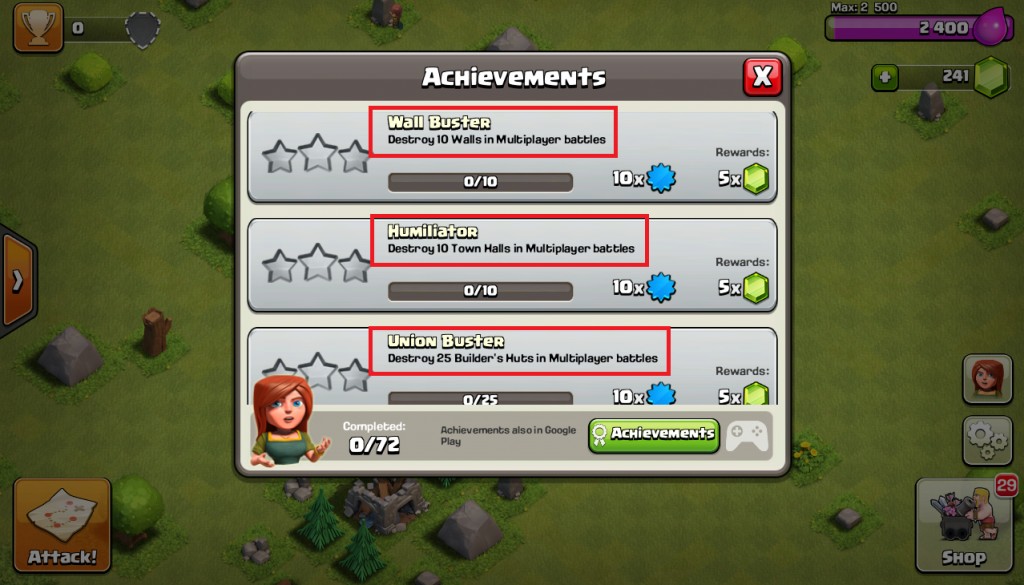 0
Max: 2 500
2 400
241
Achievements
X
Wall Buster
Destroy 10 Walls in Multiplayer battles
Rewards:
0/10
10x
5x
Humiliator
Destroy 10 Town Halls in Multiplayer battles
Rewards:
0/10
10x
5x
Union Buster
Destroy 25 Builder's Huts in Multiplayer battles
Rewards:
0/25
10x
5x
Completed:
0/72
Achievements also in Google
Play
Achievements
Attack!
29
Shop